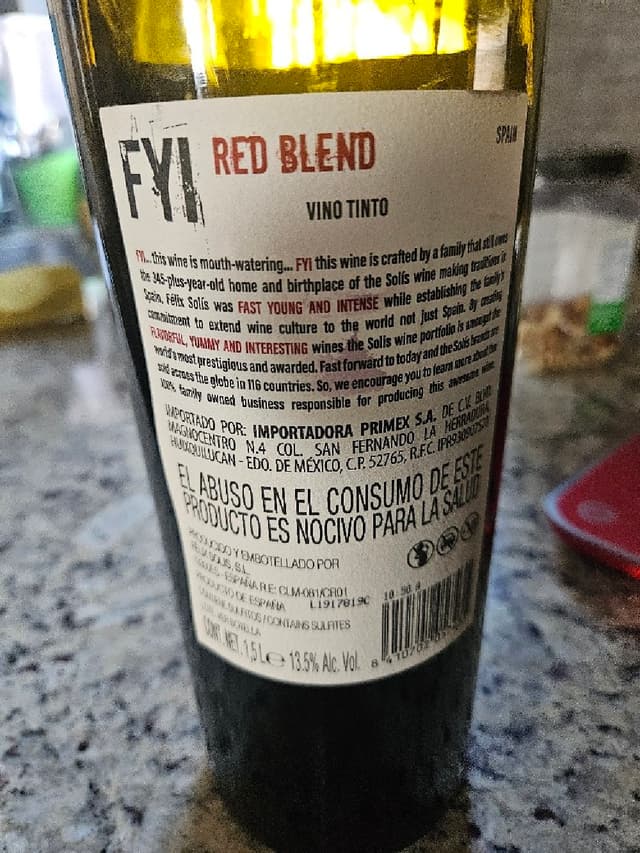 FYI RED BLEND
SPAIN
VINO TINTO
FYI... this wine is mouth-watering... FYI this wine is crafted by a family that still owns
the 345-plus-year-old home and birthplace of the Solís wine making traditions in
Spain. Félix Solís was FAST YOUNG AND INTENSE while establishing the family's
commitment to extend wine culture to the world not just Spain. By creating
FLAVORFUL, YUMMY AND INTERESTING wines the Solis wine portfolio is amongst the
world's most prestigious and awarded. Fast forward to today and the Solís brands are
sold across the globe in 116 countries. So, we encourage you to learn more about this
100% family owned business responsible for producing this awesome wine.
IMPORTADO POR: IMPORTADORA PRIMEX S.A. DE C.V. BLVD.
MAGNOCENTRO N.4 COL. SAN FERNANDO LA HERRADURA,
HUIXQUILUCAN - EDO. DE MÉXICO, C.P. 52765, R.F.C.
EL ABUSO EN EL CONSUMO DE ESTE
PRODUCTO ES NOCIVO PARA LA SALUD
PRODUCIDO Y EMBOTELLADO POR
FÉLIX SOLÍS, S.L.
ESPAÑA R.E: CLM-081/CR01
PRODUCTO DE ESPAÑA L1917819C 10
CONTIENE SULFITOS / CONTAINS SULFITES
BOTELLA
CONT. NET. 1,5 L e 13.5% Alc. Vol.